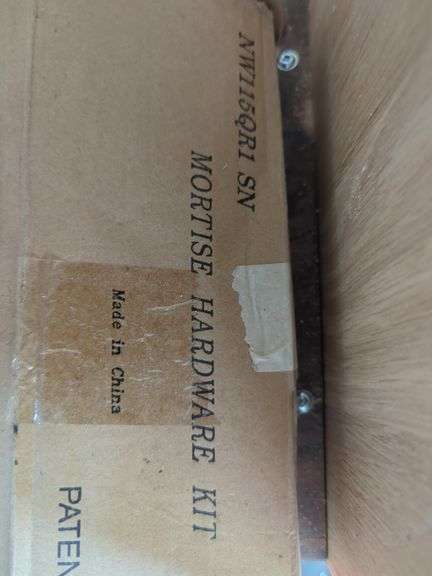 NW115QR1 SN
MORTISE HARDWARE KIT
Made in China
PATEN